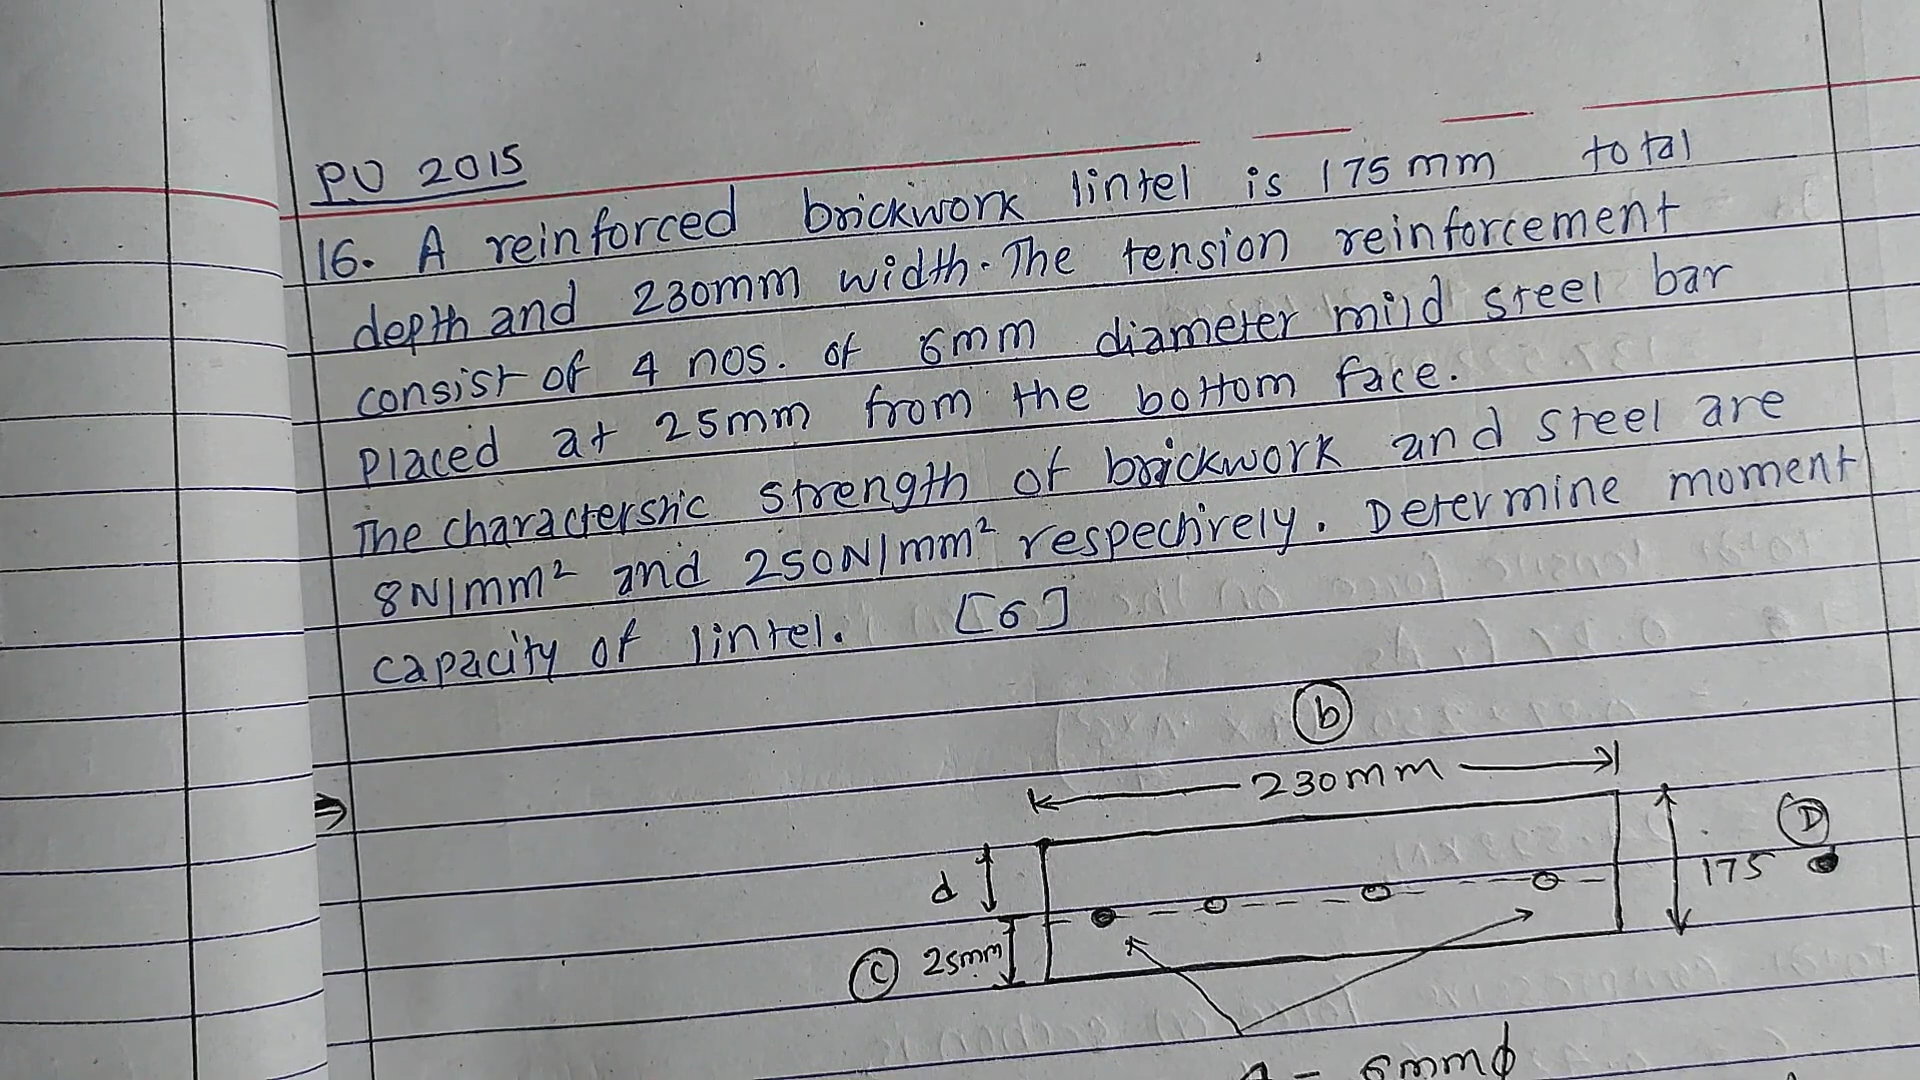 PU 2015
16. A reinforced brickwork lintel is 175 mm total
depth and 230mm width. The tension reinforcement
consist of 4 nos. of 6mm diameter mild steel bar
placed at 25mm from the bottom face.
The characterstic strength of brickwork and steel are
8N/mm² and 250N/mm² respectively. Determine moment
capacity of lintel. [6]
b
230mm
⇒
d
D
175
C 25mm
4 - 6mmφ